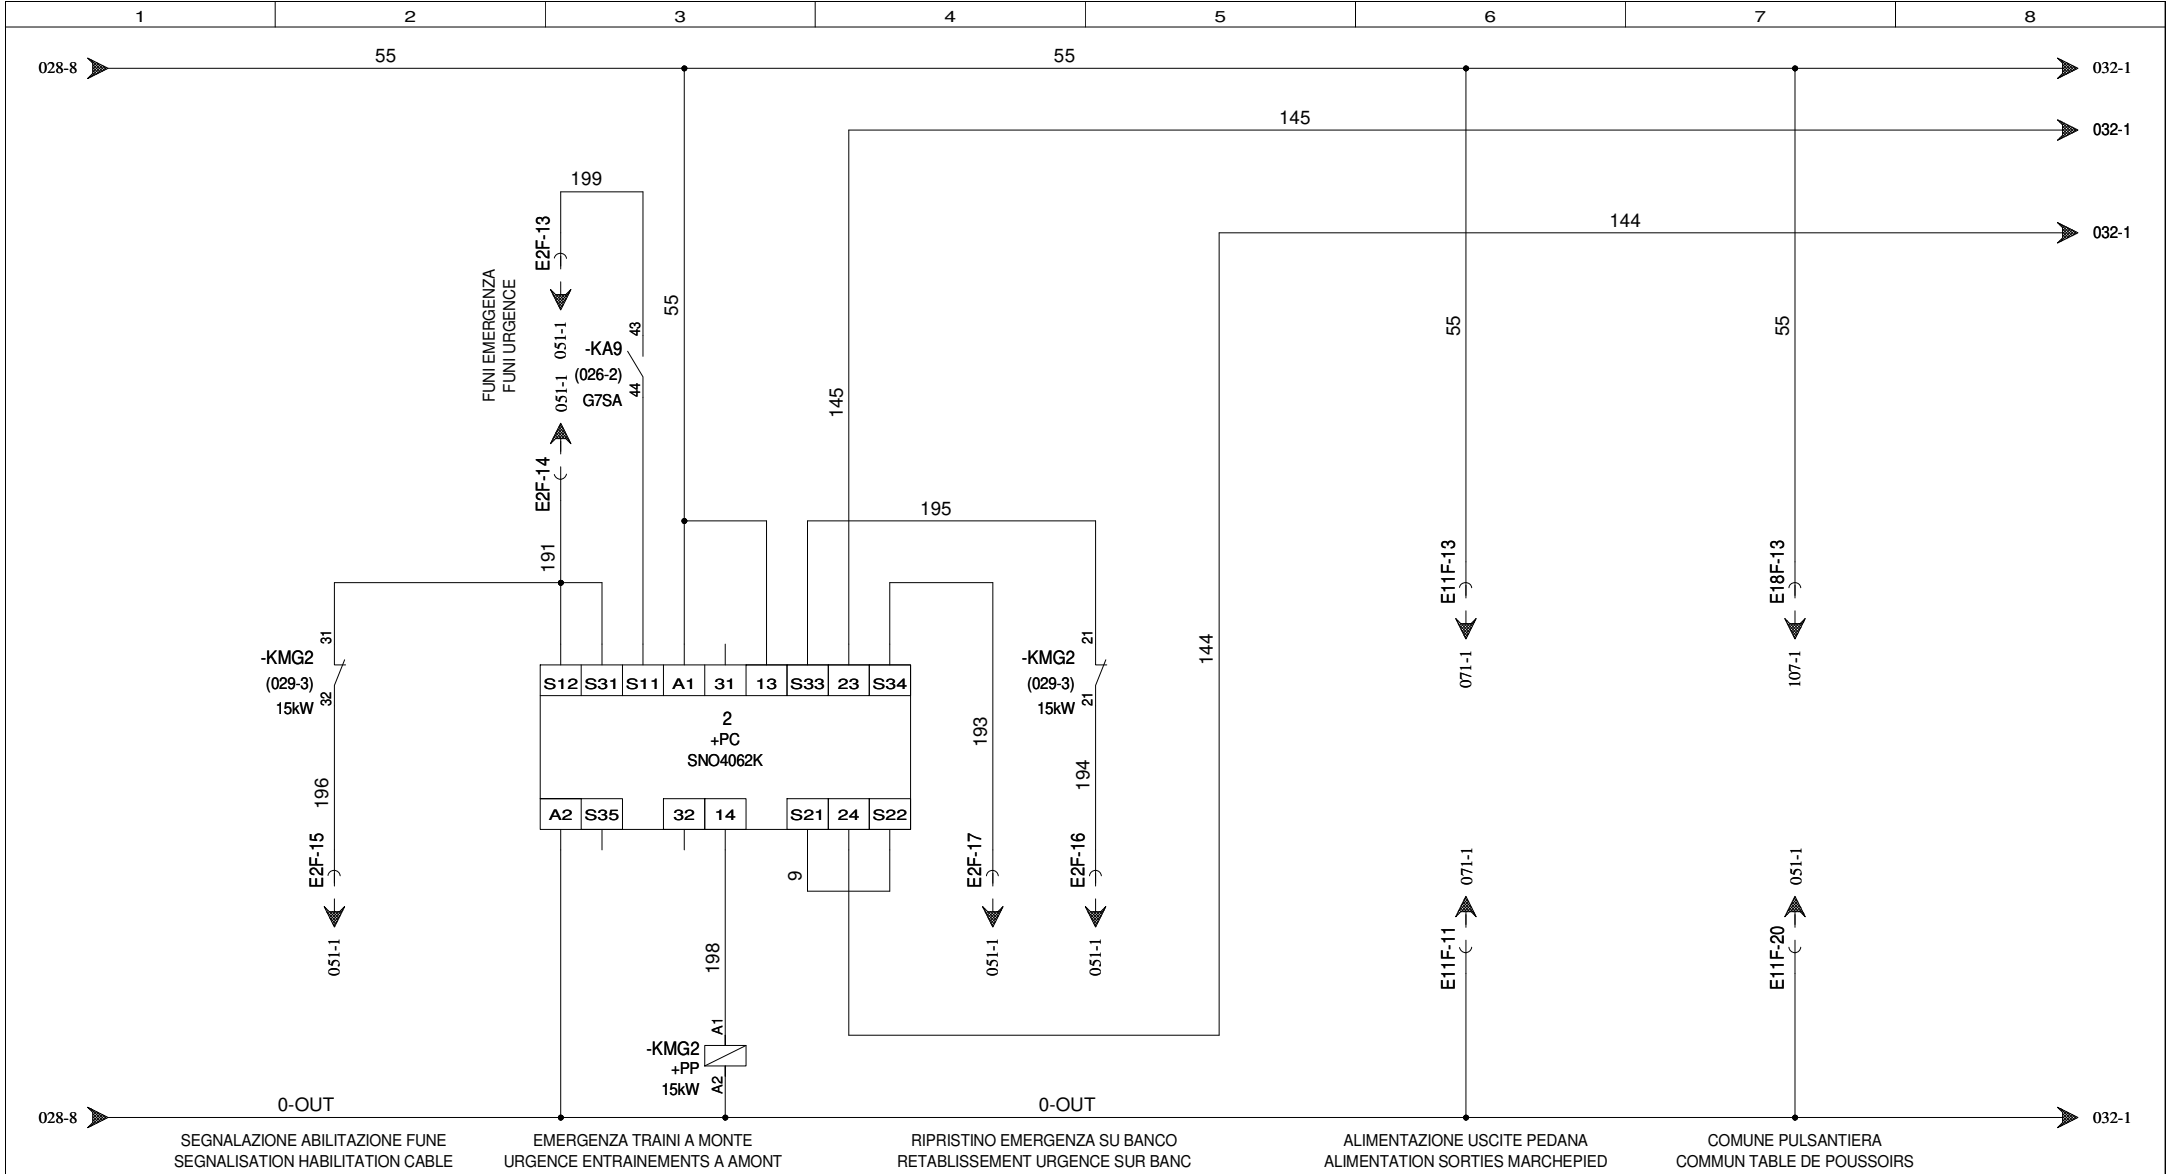 1 2 3 4 5 6 7 8
028-8 55 55 032-1
145 032-1
199
144 032-1
E2F-13
FUNI EMERGENZA
FUNI URGENCE
051-1
051-1
-KA9
(026-2)
G7SA
43
44
55
145
55
55
E2F-14
191
195
E11F-13
071-1
E18F-13
107-1
144
-KMG2
(029-3)
15kW
31
32
-KMG2
(029-3)
15kW
21
21
S12 S31 S11 A1 31 13 S33 23 S34
2
+PC
SNO4062K
A2 S35 32 14 S21 24 S22
193
194
196
E2F-15
051-1
9
E2F-17
051-1
E2F-16
051-1
071-1
E11F-11
051-1
E11F-20
198
A1
-KMG2
+PP
15kW
A2
028-8 0-OUT 0-OUT 032-1
SEGNALAZIONE ABILITAZIONE FUNE
SEGNALISATION HABILITATION CABLE
EMERGENZA TRAINI A MONTE
URGENCE ENTRAINEMENTS A AMONT
RIPRISTINO EMERGENZA SU BANCO
RETABLISSEMENT URGENCE SUR BANC
ALIMENTAZIONE USCITE PEDANA
ALIMENTATION SORTIES MARCHEPIED
COMUNE PULSANTIERA
COMMUN TABLE DE POUSSOIRS